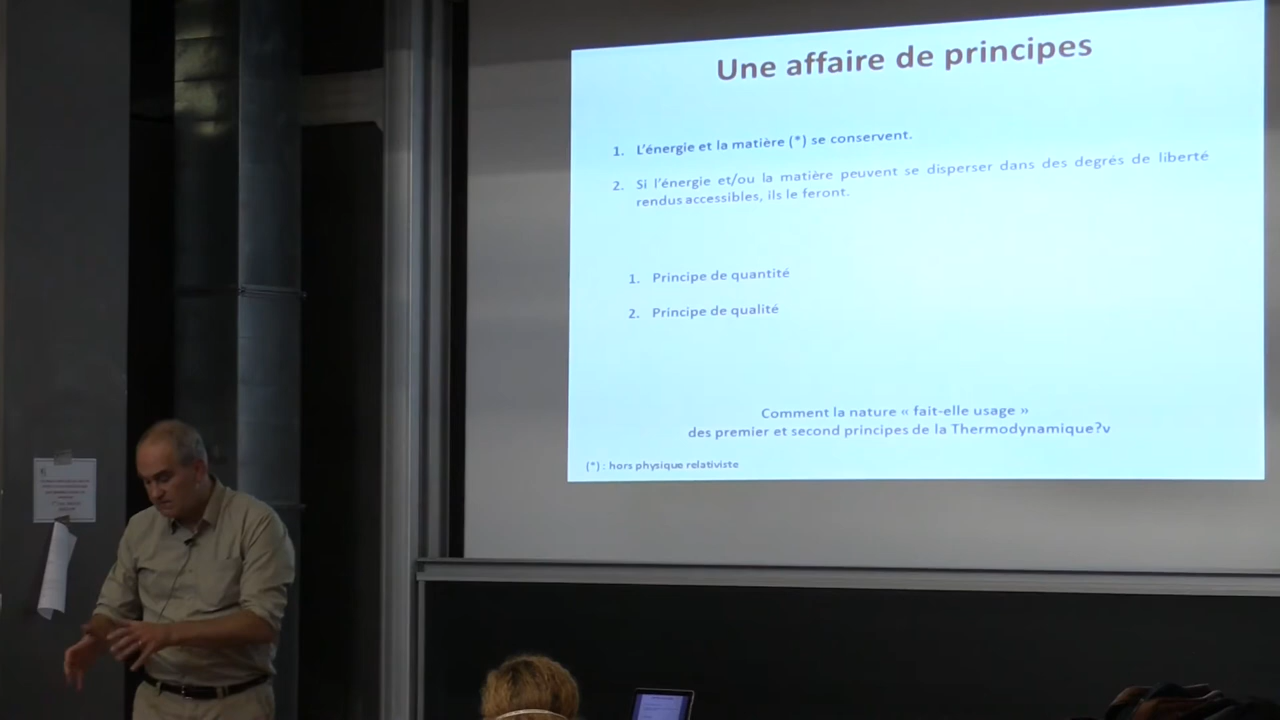 Une affaire de principes
1. L'énergie et la matière (*) se conservent.
2. Si l'énergie et/ou la matière peuvent se disperser dans des degrés de liberté
rendus accessibles, ils le feront.
1. Principe de quantité
2. Principe de qualité
Comment la nature « fait-elle usage »
des premier et second principes de la Thermodynamique?v
(*) : hors physique relativiste